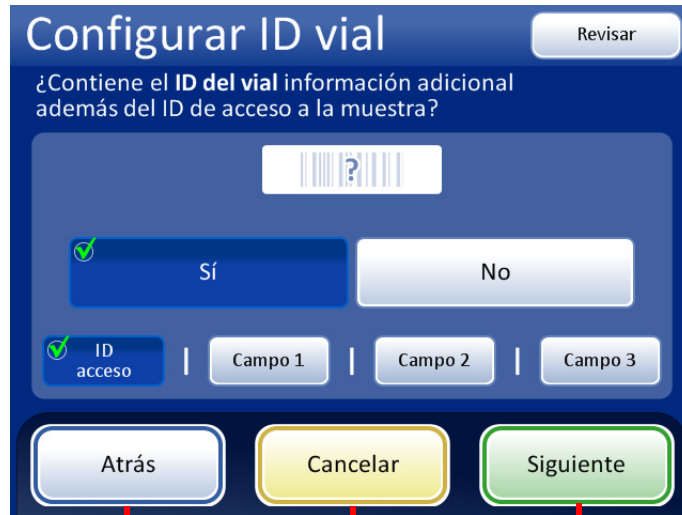 Configurar ID vial
Revisar
¿Contiene el ID del vial información adicional
además del ID de acceso a la muestra?
?
Sí
No
ID
acceso
|
Campo 1
|
Campo 2
|
Campo 3
Atrás
Cancelar
Siguiente